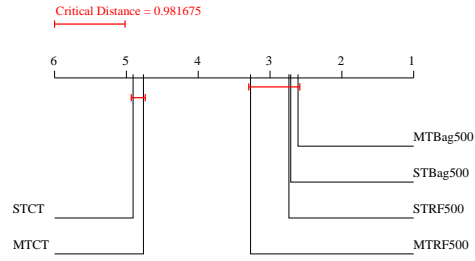 Critical Distance = 0.981675
6 5 4 3 2 1
MTBag500
STBag500
STCT STRF500
MTCT MTRF500